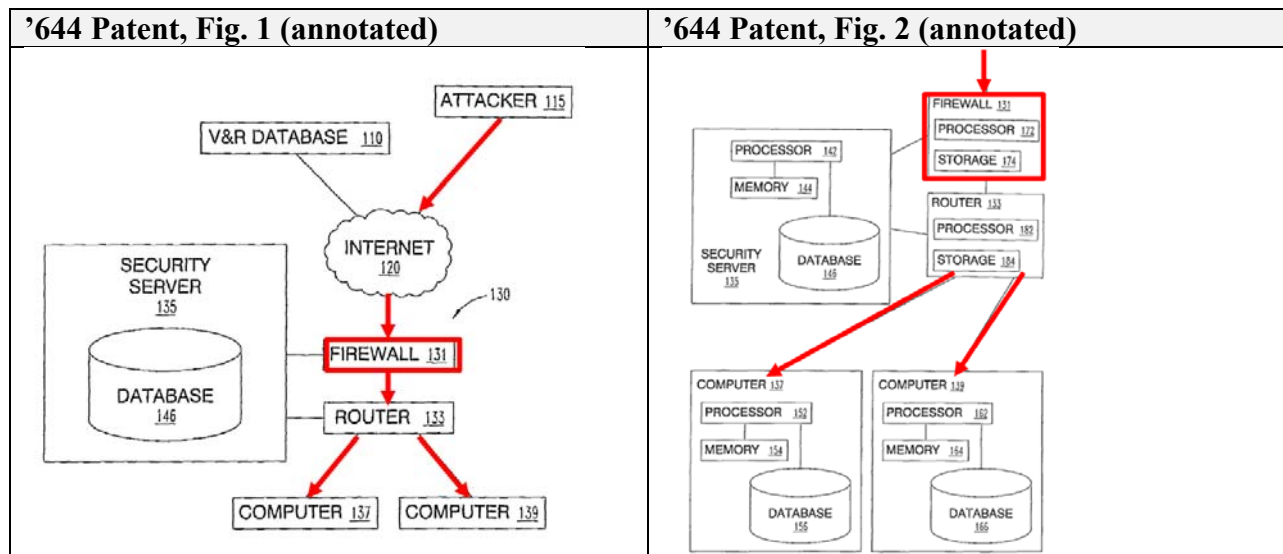 ’644 Patent, Fig. 1 (annotated)
ATTACKER 115
V&R DATABASE 110
INTERNET
120
SECURITY
SERVER
135
130
FIREWALL 131
DATABASE
146
ROUTER 133
COMPUTER 137
COMPUTER 139
’644 Patent, Fig. 2 (annotated)
FIREWALL 131
PROCESSOR 172
STORAGE 174
PROCESSOR 142
MEMORY 144
ROUTER 133
PROCESSOR 182
STORAGE 184
SECURITY
SERVER
135
DATABASE
146
COMPUTER 137
PROCESSOR 152
MEMORY 154
DATABASE
156
COMPUTER 139
PROCESSOR 162
MEMORY 164
DATABASE
166